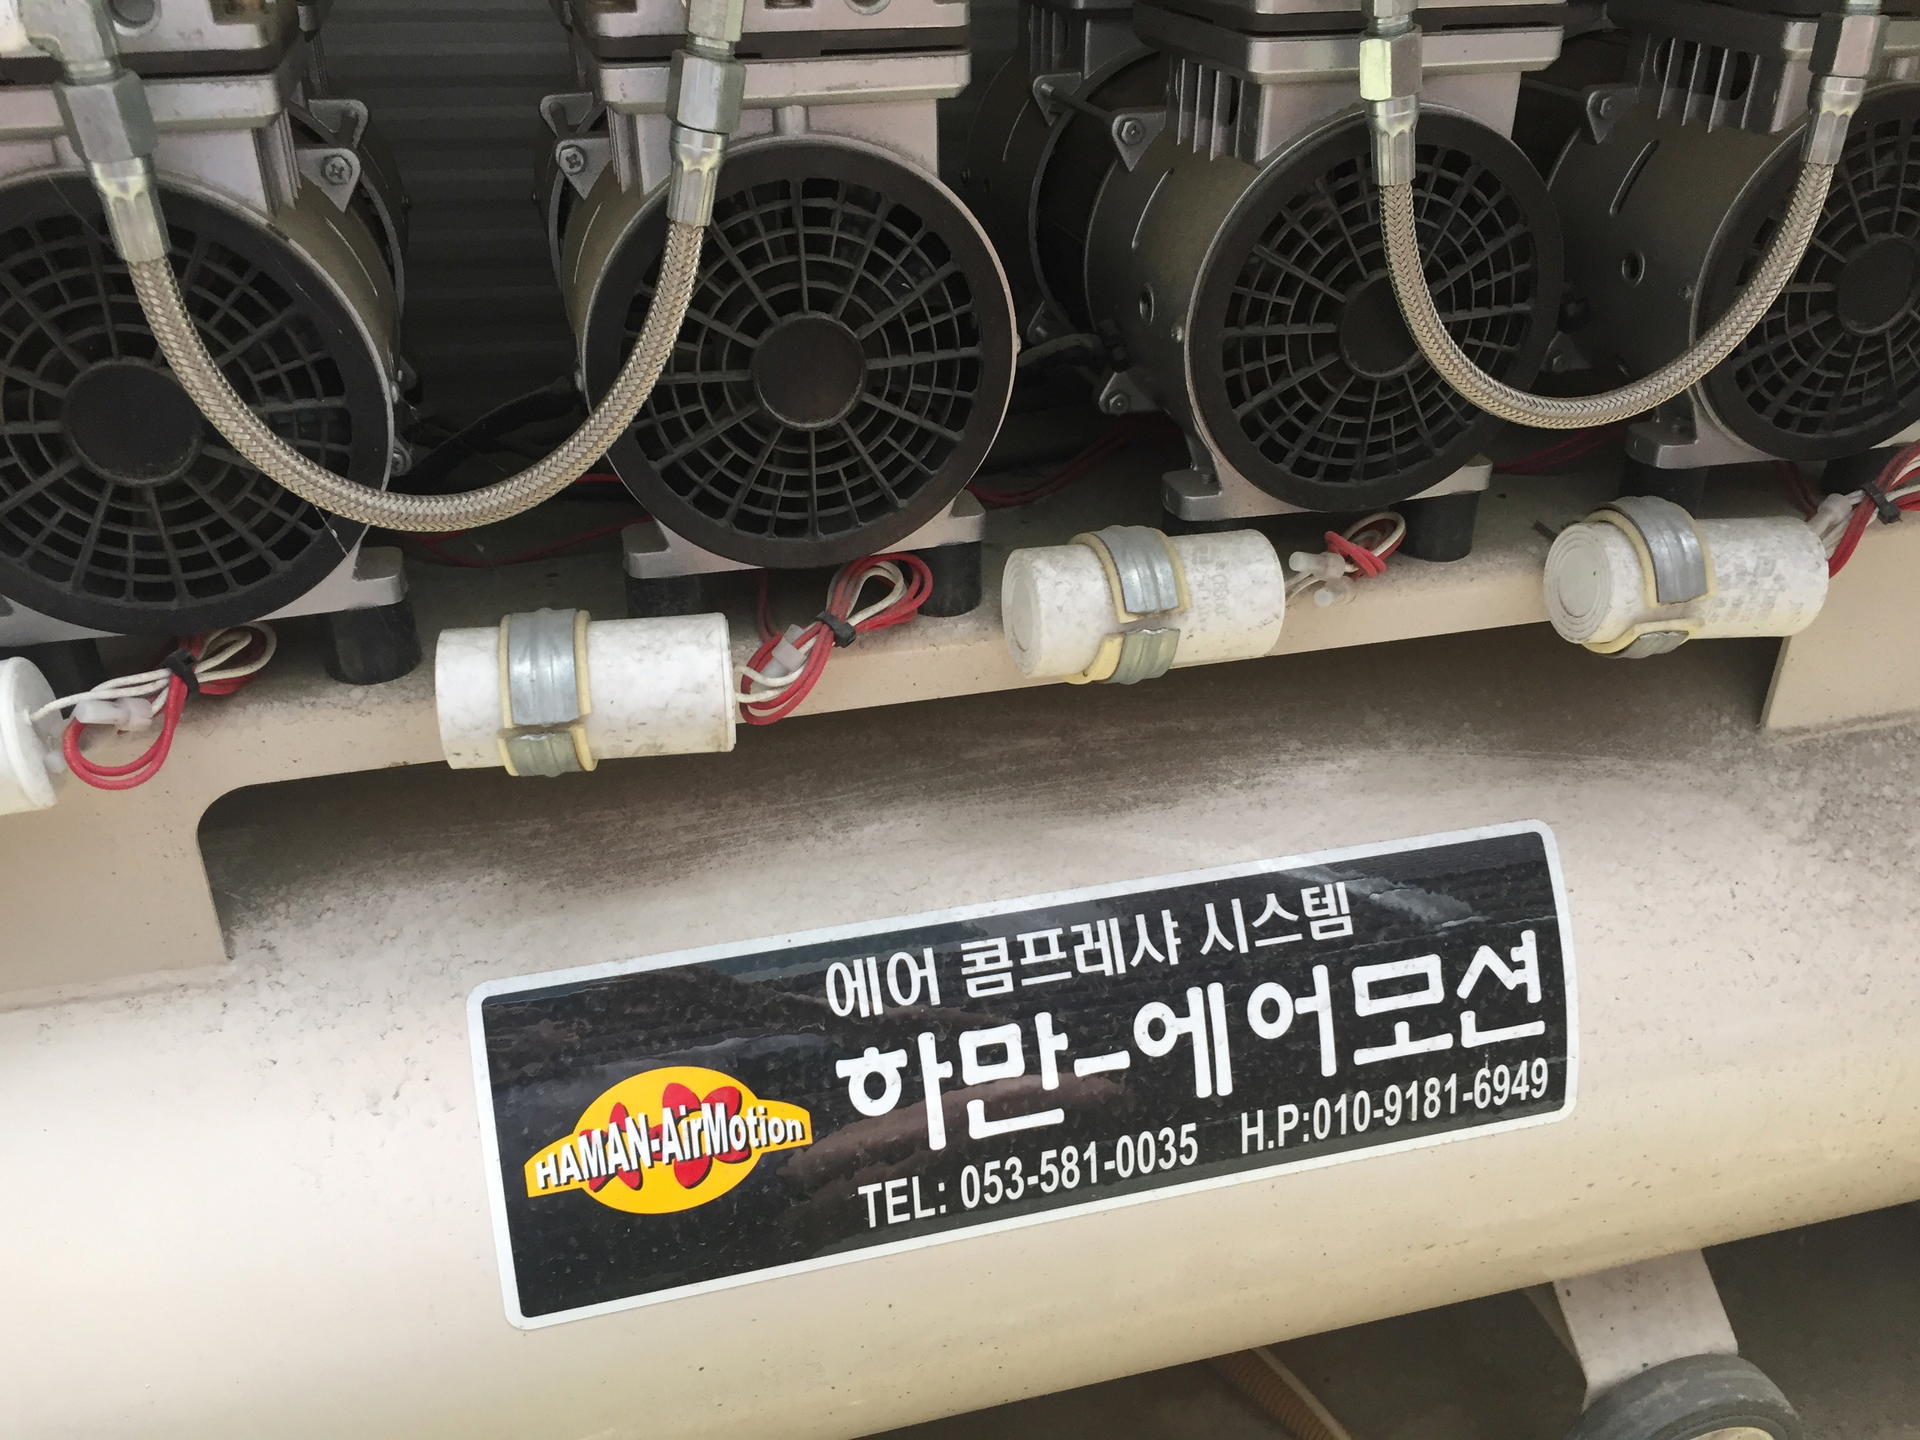 에어 콤프레샤 시스템
하만-에어모션
HAMAN-AirMotion
TEL: 053-581-0035 H.P:010-9181-6949